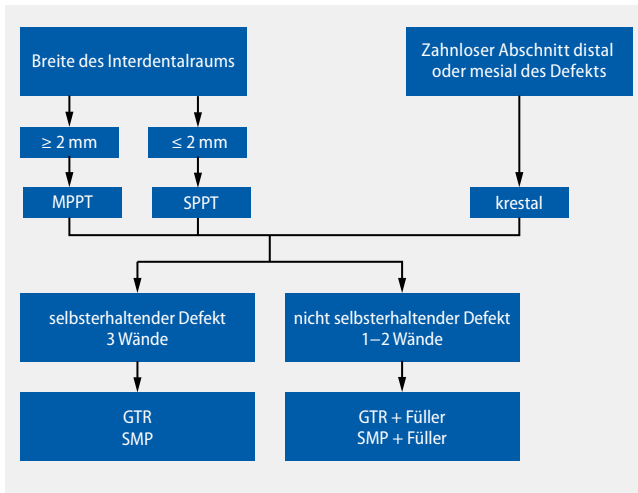 Breite des Interdentalraums
Zahnloser Abschnitt distal
oder mesial des Defekts
≥ 2 mm
≤ 2 mm
MPPT
SPPT
krestal
selbsterhaltender Defekt
3 Wände
nicht selbsterhaltender Defekt
1–2 Wände
GTR
SMP
GTR + Füller
SMP + Füller